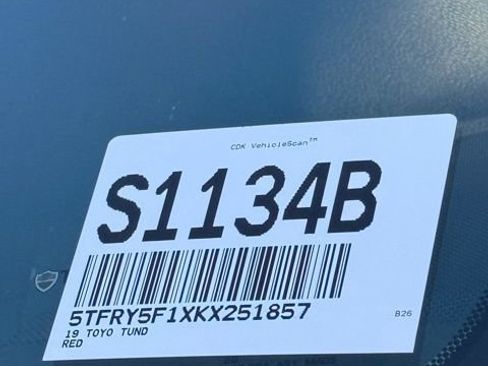 CDK VehicleScan™
S1134B
5TFRY5F1XKX251857
19 TOYO TUND
RED
B26